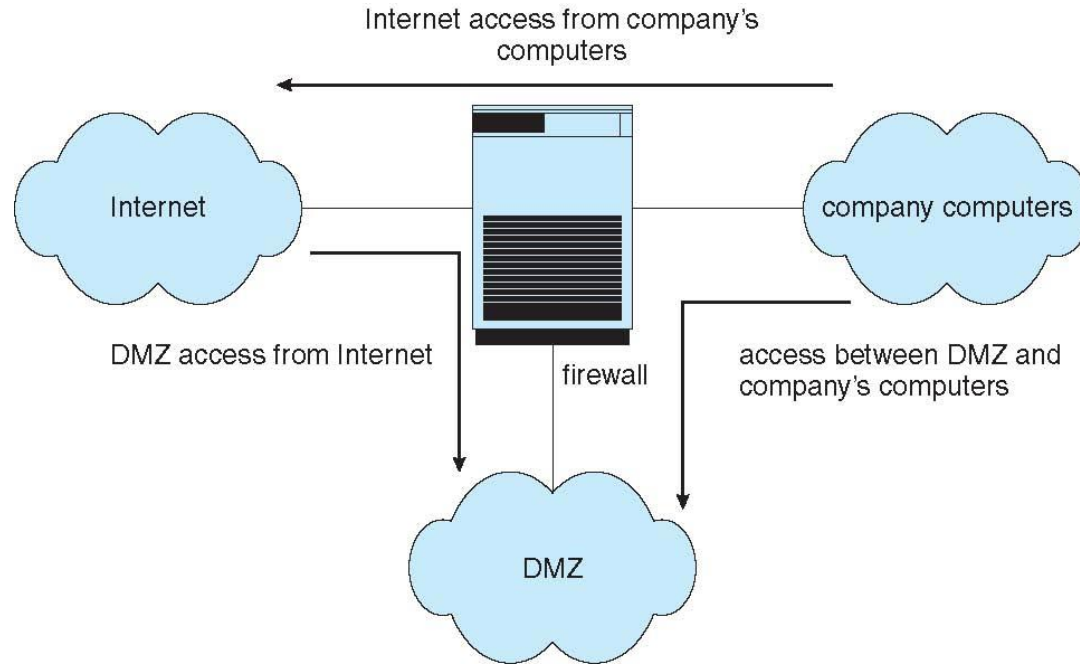 Internet access from company's
computers
Internet
company computers
DMZ access from Internet
firewall
access between DMZ and
company's computers
DMZ